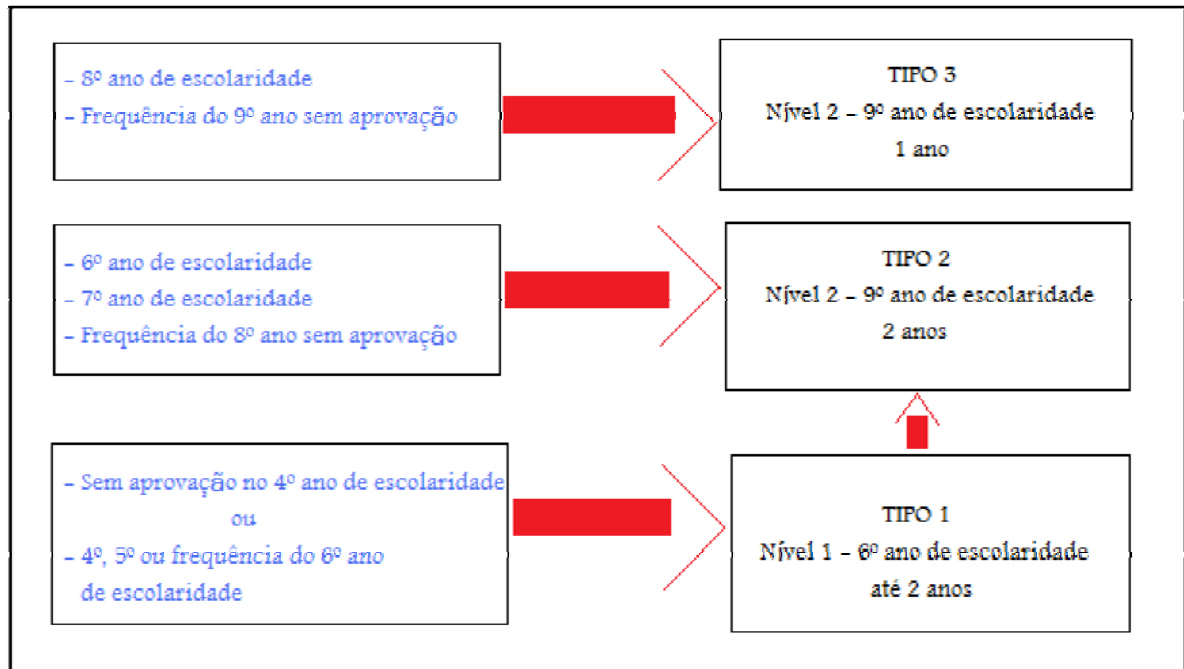 – 8º ano de escolaridade
– Frequência do 9º ano sem aprovação
TIPO 3
Nível 2 – 9º ano de escolaridade
1 ano
– 6º ano de escolaridade
– 7º ano de escolaridade
– Frequência do 8º ano sem aprovação
TIPO 2
Nível 2 – 9º ano de escolaridade
2 anos
– Sem aprovação no 4º ano de escolaridade
ou
– 4º, 5º ou frequência do 6º ano
de escolaridade
TIPO 1
Nível 1 – 6º ano de escolaridade
até 2 anos